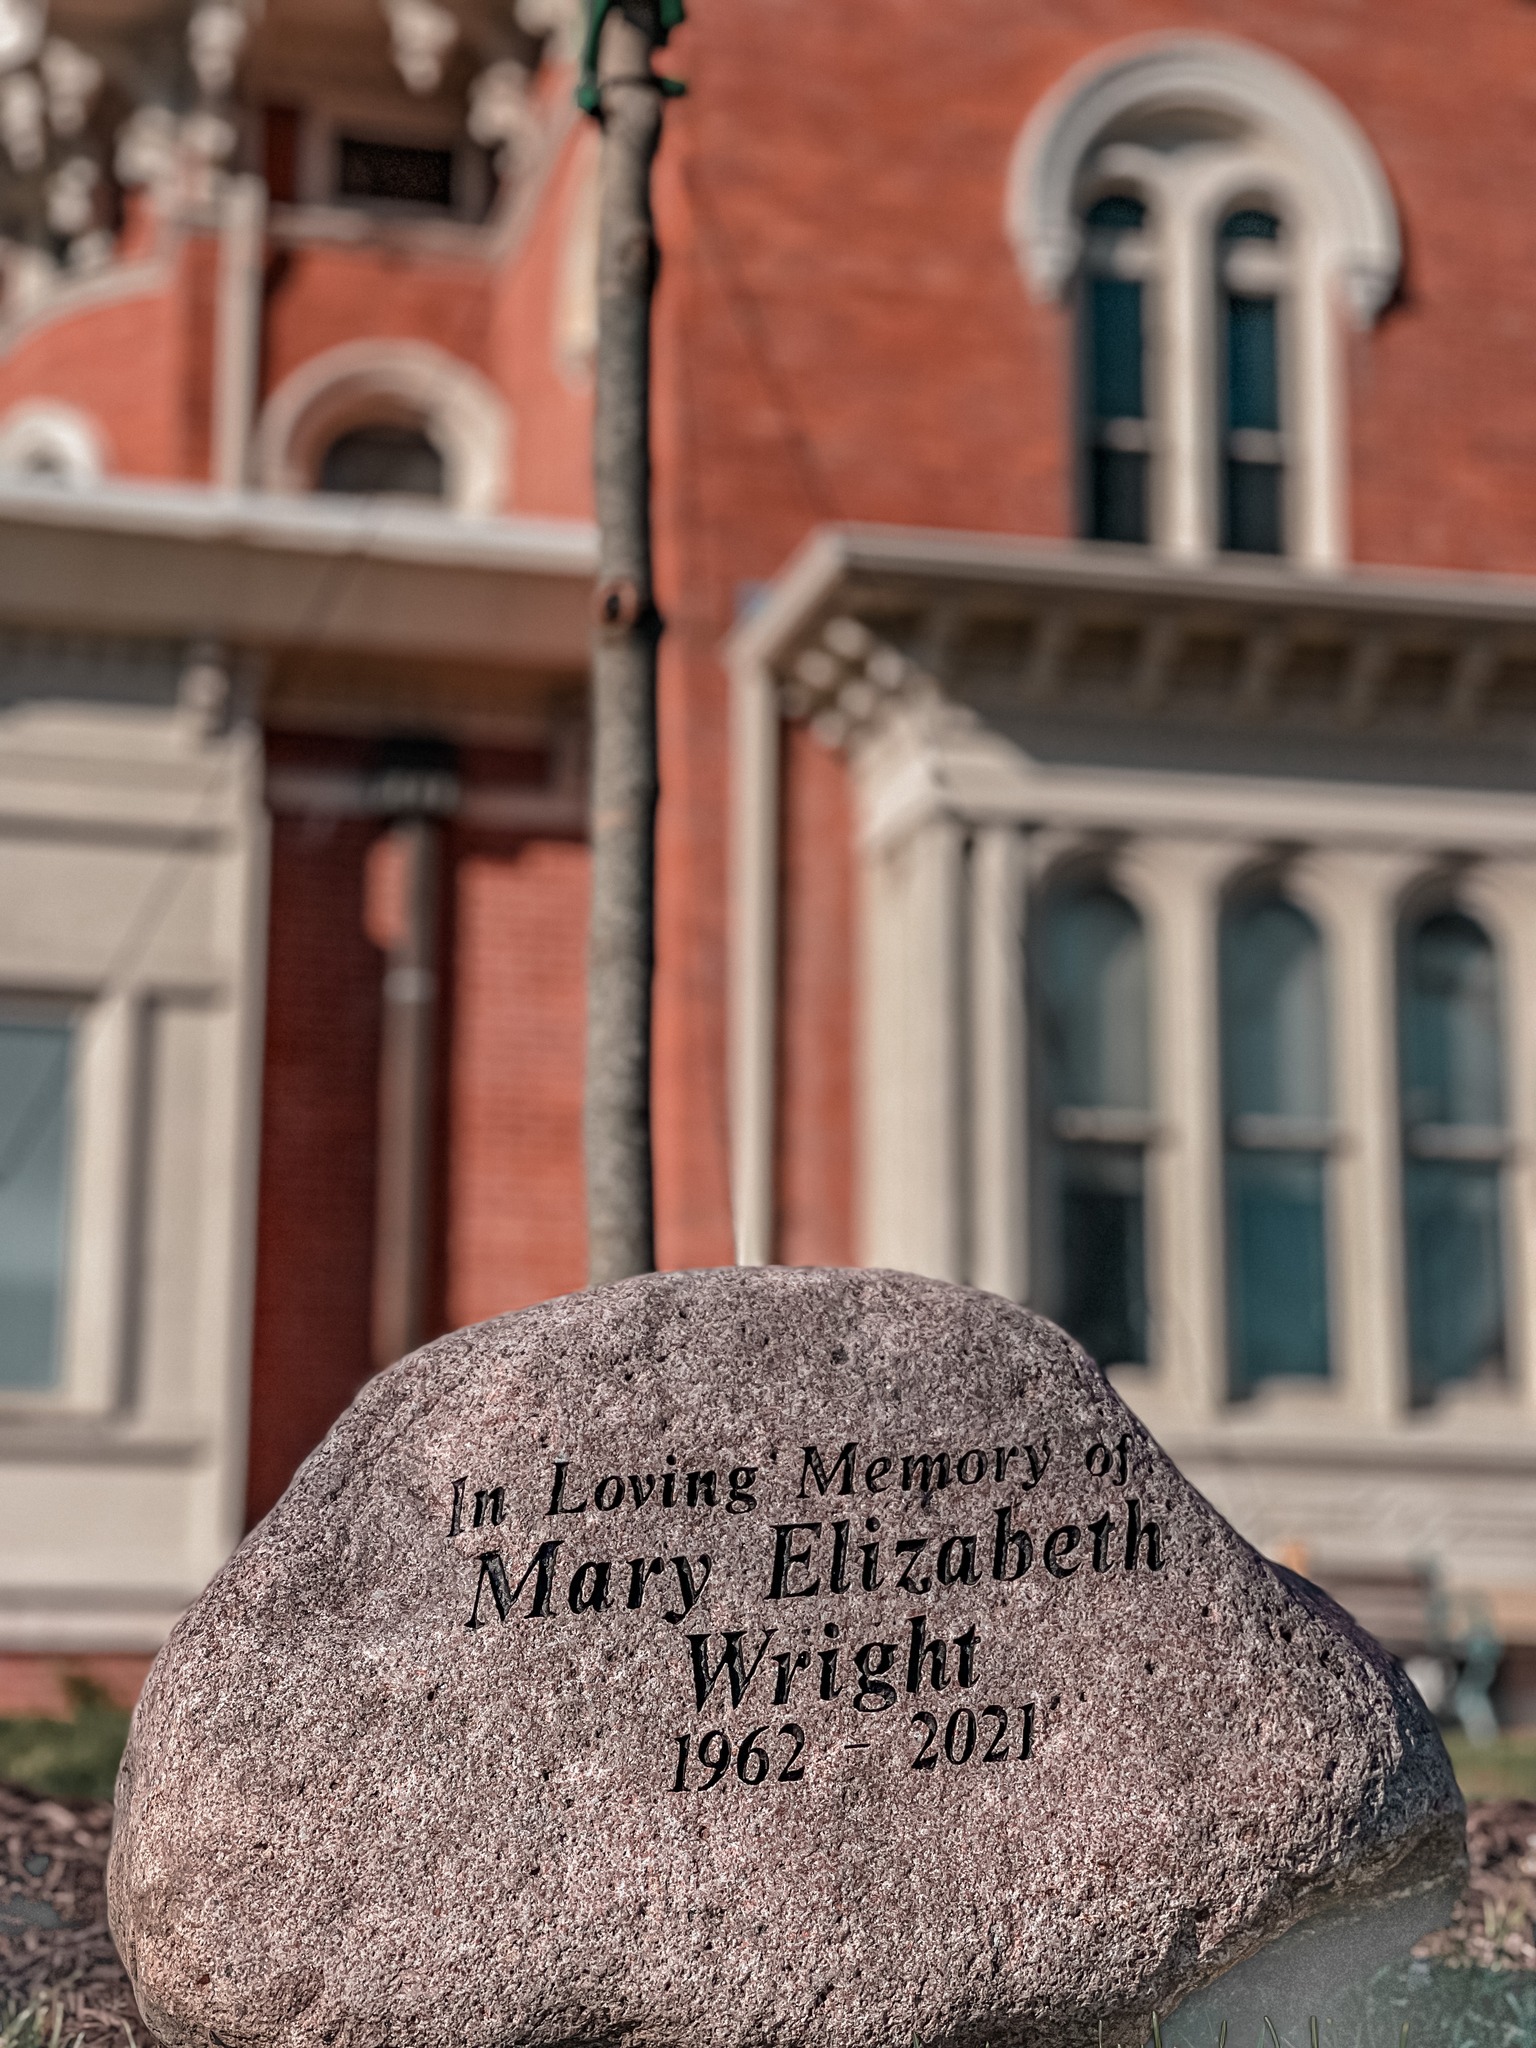 In Loving Memory of
Mary Elizabeth
Wright
1962 - 2021